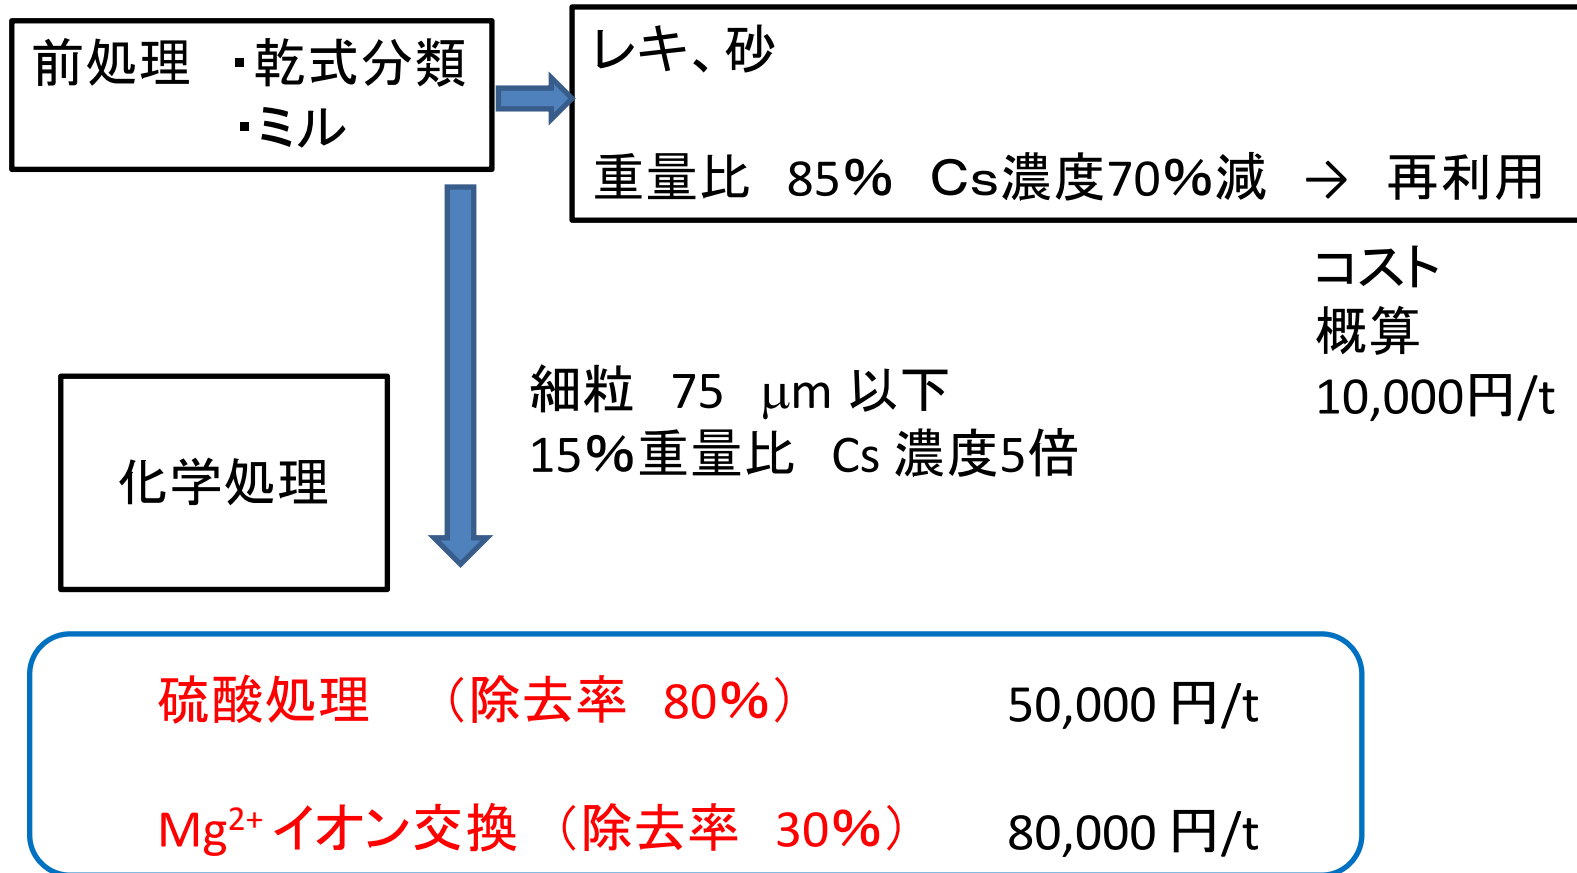 前処理　・乾式分類
・ミル
レキ、砂
重量比　85%　Cs濃度70%減　→　再利用
コスト
概算
10,000円/t
細粒　75　μm 以下
15%重量比　Cs 濃度5倍
化学処理
硫酸処理　（除去率　80%）　50,000 円/t
Mg²⁺ イオン交換 （除去率　30%）　80,000 円/t